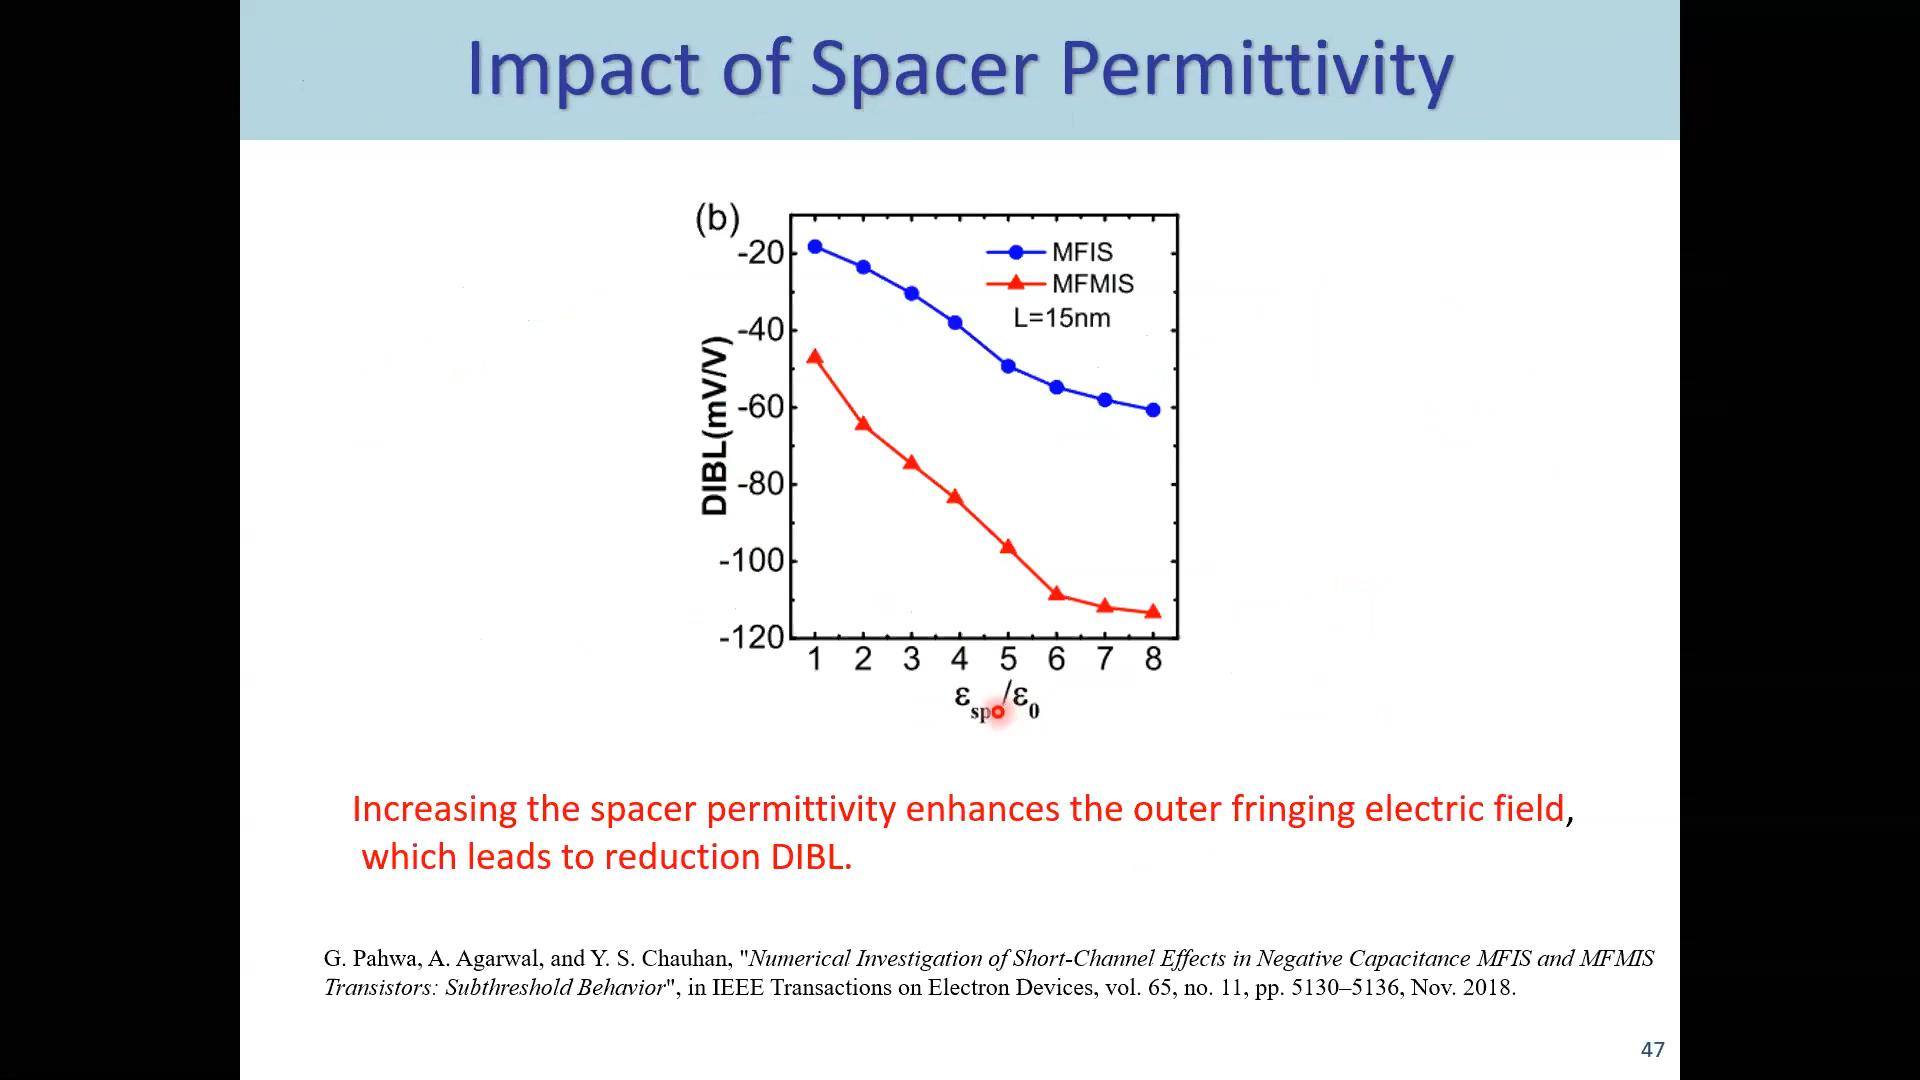 Impact of Spacer Permittivity
(b)
-20
-40
-60
-80
-100
-120
DIBL(mV/V)
MFIS
MFMIS
L=15nm
1 2 3 4 5 6 7 8
ε /ε0
Increasing the spacer permittivity enhances the outer fringing electric field,
which leads to reduction DIBL.
G. Pahwa, A. Agarwal, and Y. S. Chauhan, "Numerical Investigation of Short-Channel Effects in Negative Capacitance MFIS and MFMIS
Transistors: Subthreshold Behavior", in IEEE Transactions on Electron Devices, vol. 65, no. 11, pp. 5130–5136, Nov. 2018.
47